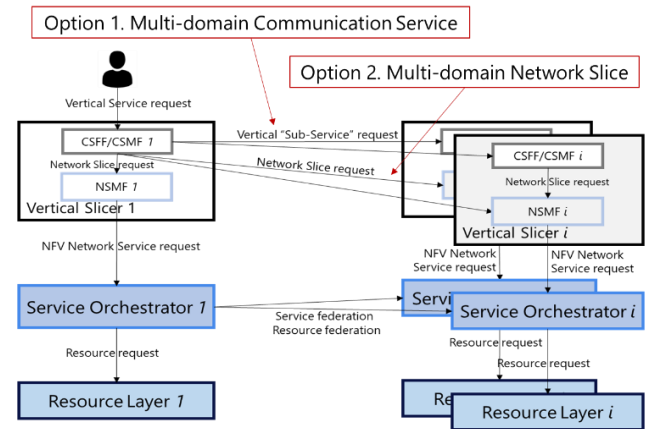 Option 1. Multi-domain Communication Service
Option 2. Multi-domain Network Slice
Vertical Service request
CSFF/CSMF 1
Vertical "Sub-Service" request
CSFF/CSMF i
Network Slice request
Network Slice request
Network Slice request
NSMF 1
NSMF i
Vertical Slicer 1
Vertical Slicer i
NFV Network Service request
NFV Network
Service request
NFV Network
Service request
Service Orchestrator 1
Service federation
Resource federation
Servi
Service Orchestrator i
Resource request
Resource request
Resource request
Resource Layer 1
Re
Resource Layer i